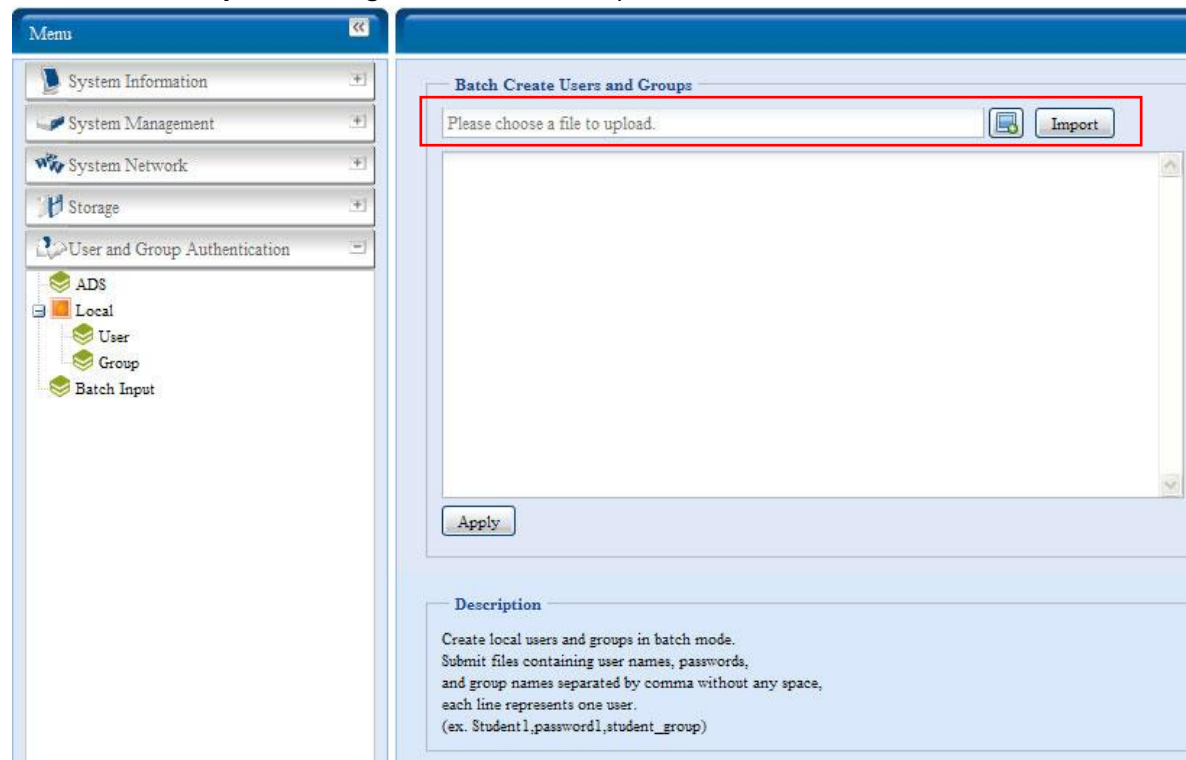 Menu
System Information
System Management
System Network
Storage
User and Group Authentication
ADS
Local
User
Group
Batch Input
Batch Create Users and Groups
Please choose a file to upload.
Import
Apply
Description
Create local users and groups in batch mode.
Submit files containing user names, passwords,
and group names separated by comma without any space,
each line represents one user.
(ex. Student1,password1,student_group)